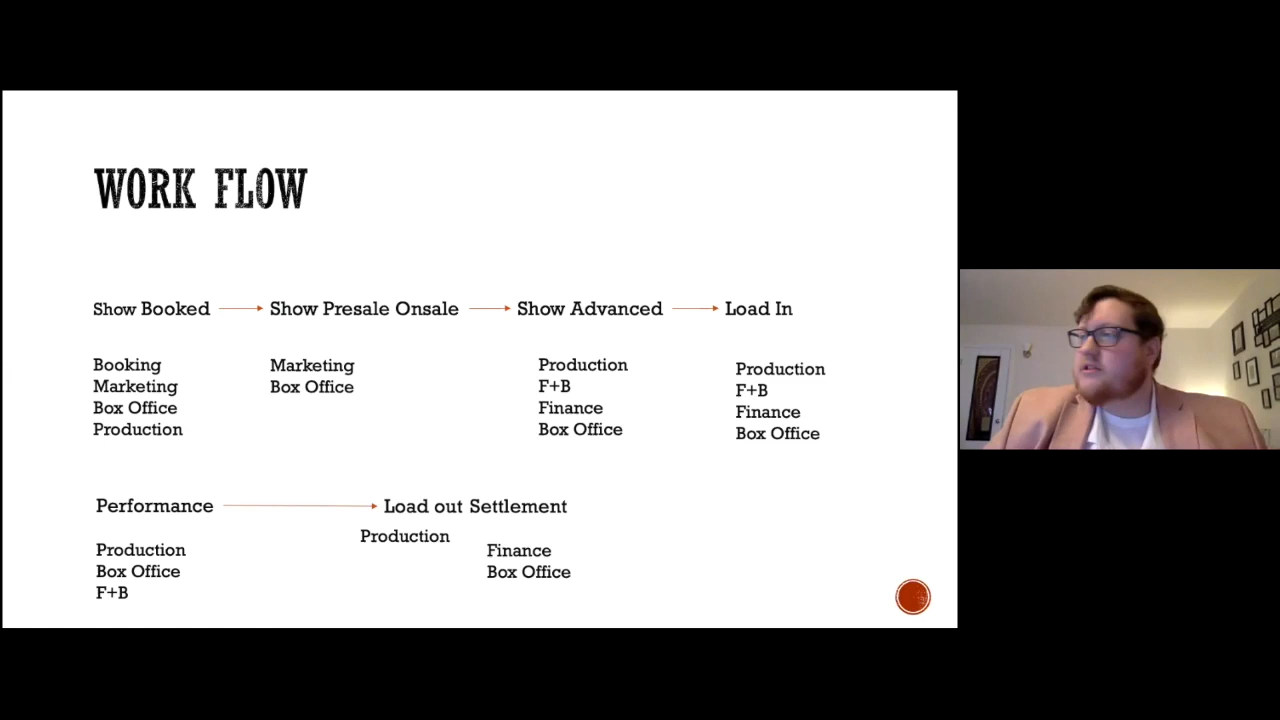 WORK FLOW
Show Booked
Show Presale Onsale
Show Advanced
Load In
Booking
Marketing
Box Office
Production
Marketing
Box Office
Production
F+B
Finance
Box Office
Production
F+B
Finance
Box Office
Performance
Load out Settlement
Production
Box Office
F+B
Production
Finance
Box Office